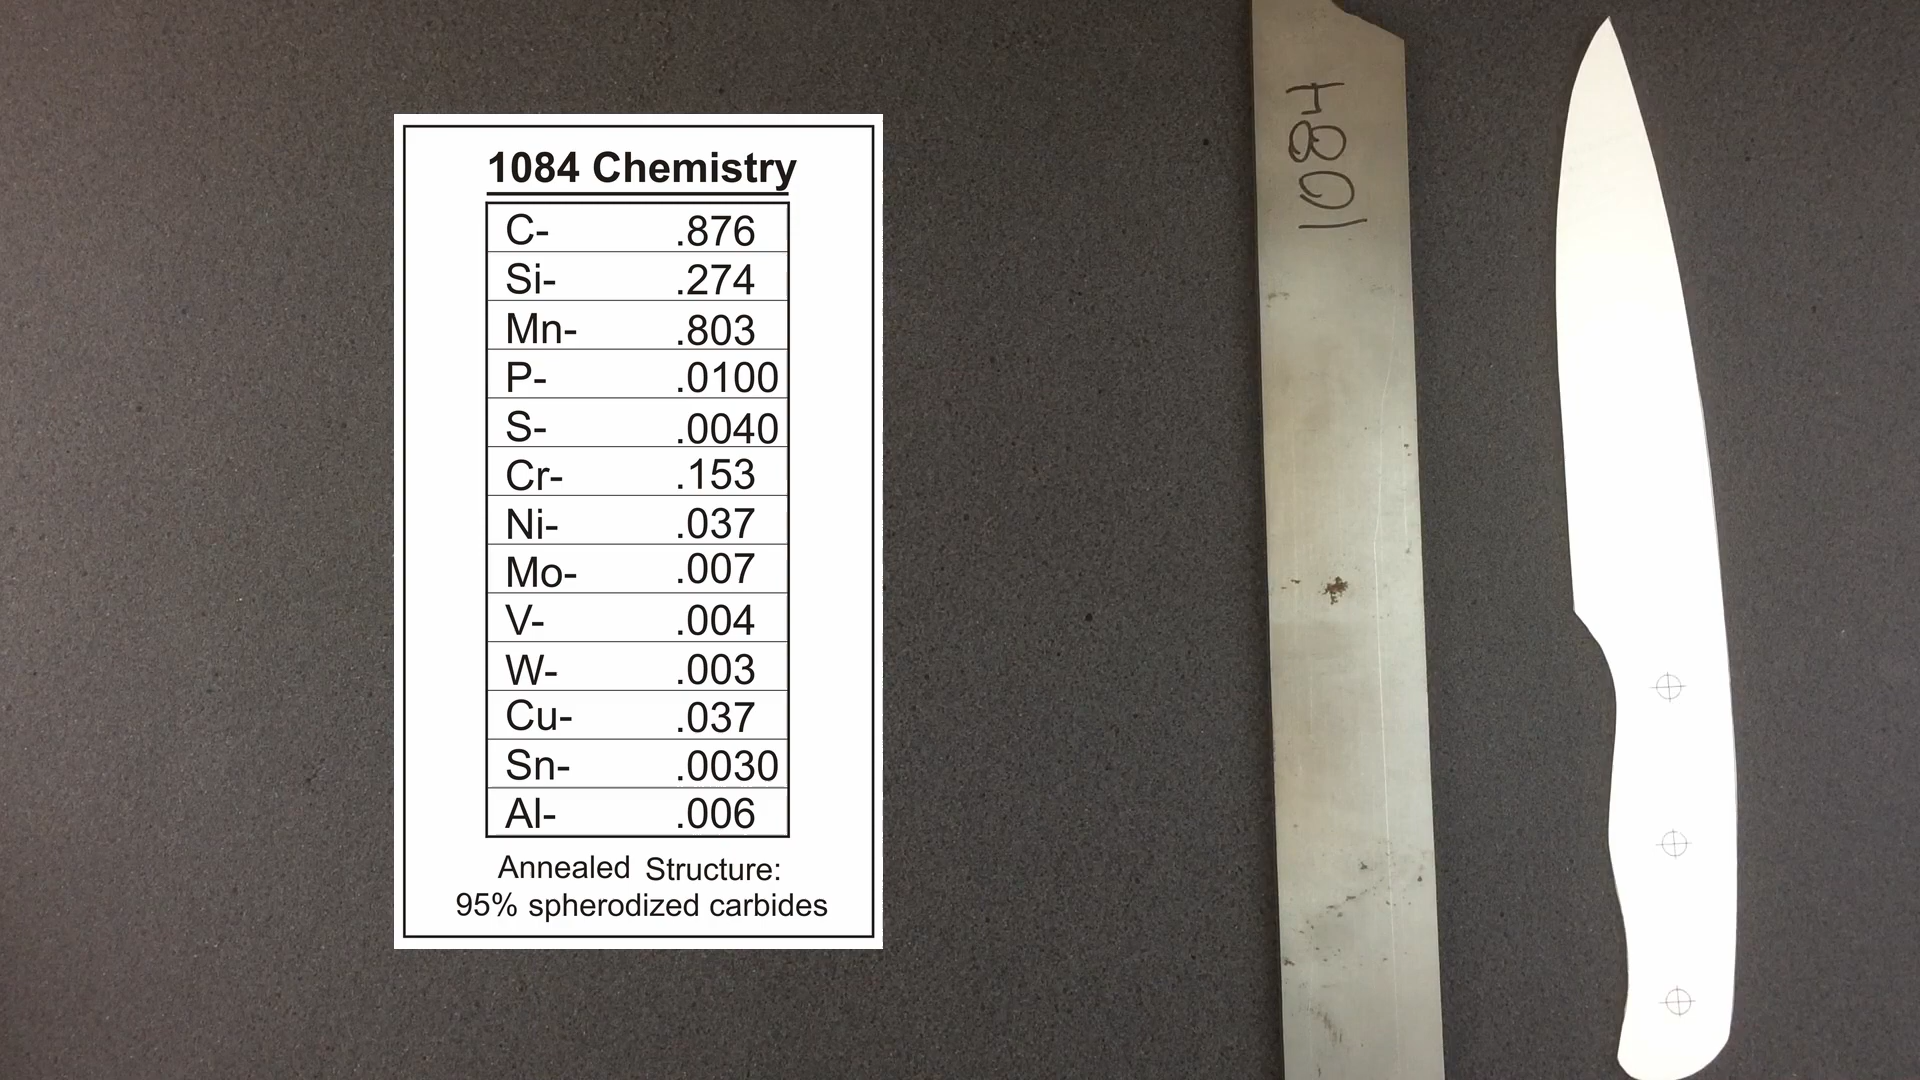 1084 Chemistry
C- .876
Si- .274
Mn- .803
P- .0100
S- .0040
Cr- .153
Ni- .037
Mo- .007
V- .004
W- .003
Cu- .037
Sn- .0030
Al- .006
Annealed Structure:
95% spherodized carbides
1084